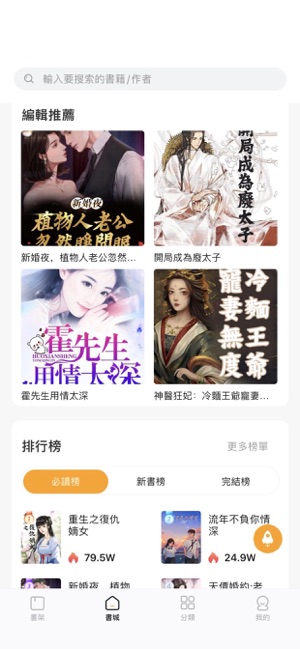 輸入要搜索的書籍/作者
編輯推薦
新婚夜
植物人老公
忽然睜開眼
開局成為廢太子
新婚夜，植物人老公忽然...
開局成為廢太子
霍先生
HUOXIANSHENG
用情太深
冷麵王爺
寵妻無度
霍先生用情太深
神醫狂妃：冷麵王爺寵妻...
排行榜
更多榜單
必讀榜
新書榜
完結榜
重生之復仇
嫡女
79.5W
流年不負你情
深
24.9W
新婚夜，植物
天價婚約:老
書架
書城
分類
我的